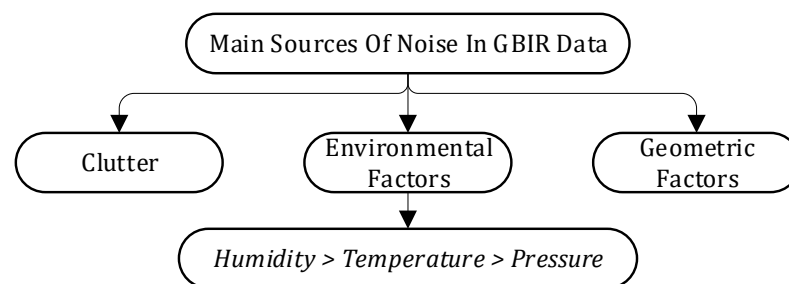 Main Sources Of Noise In GBIR Data
Clutter
Environmental
Factors
Geometric
Factors
Humidity > Temperature > Pressure